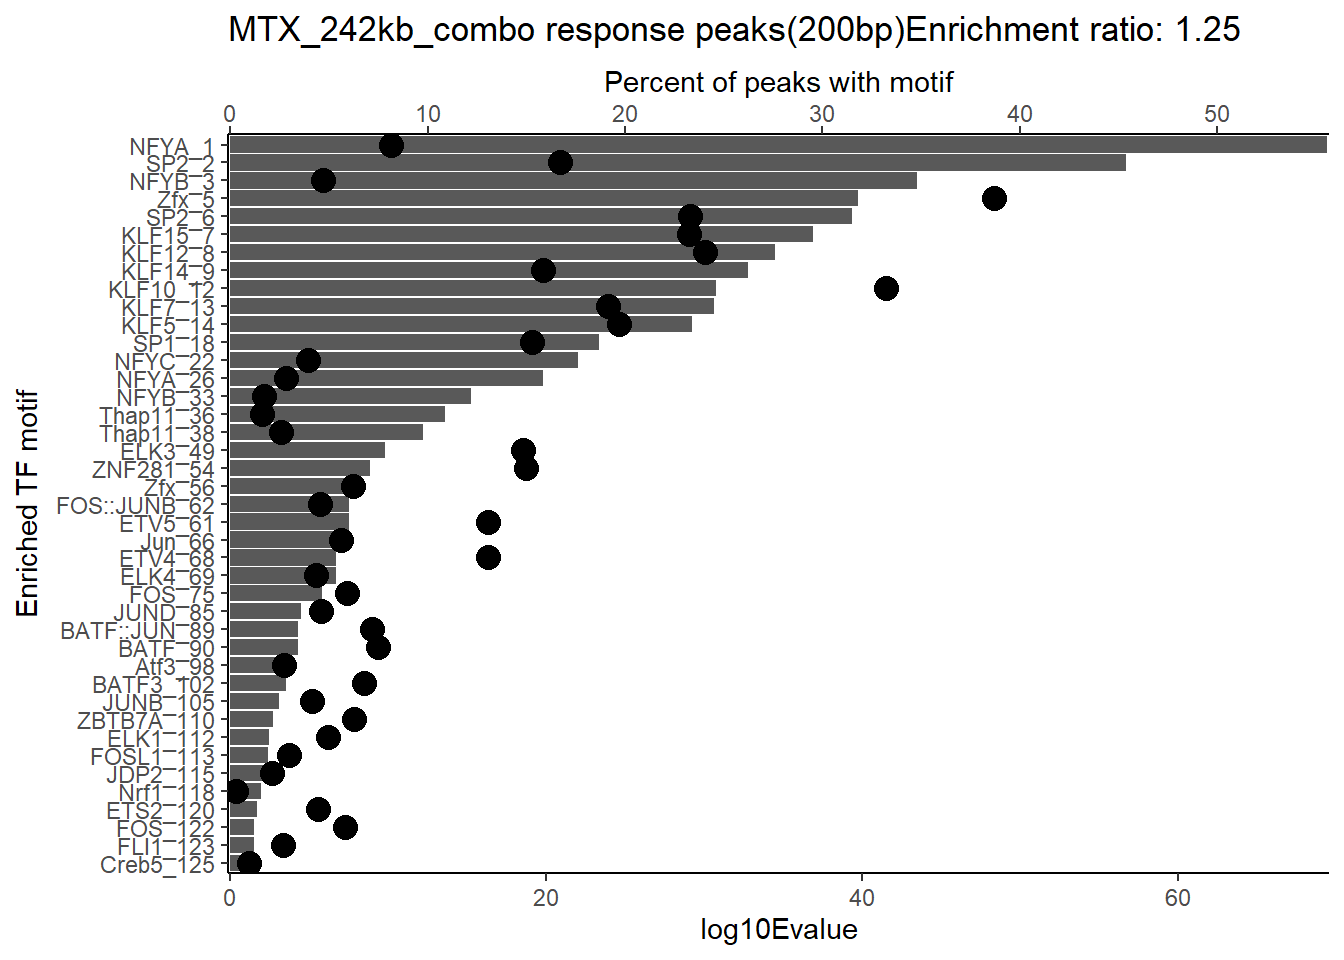 MTX_242kb_combo response peaks(200bp)Enrichment ratio: 1.25
Percent of peaks with motif
0 10 20 30 40 50
Enriched TF motif
NFYA_1
SP2_2
NFYB_3
Zfx_5
SP2_6
KLF15_7
KLF12_8
KLF14_9
KLF10_12
KLF7_13
KLF5_14
SP1_18
NFYC_22
NFYA_26
NFYB_33
Thap11_36
Thap11_38
ELK3_49
ZNF281_54
Zfx_56
FOS::JUNB_62
ETV5_61
Jun_66
ETV4_68
ELK4_69
FOS_75
JUND_85
BATF::JUN_89
BATF_90
Atf3_98
BATF3_102
JUNB_105
ZBTB7A_110
ELK1_112
FOSL1_113
JDP2_115
Nrf1_118
ETS2_120
FOS_122
FLI1_123
Creb5_125
0 20 40 60
log10Evalue